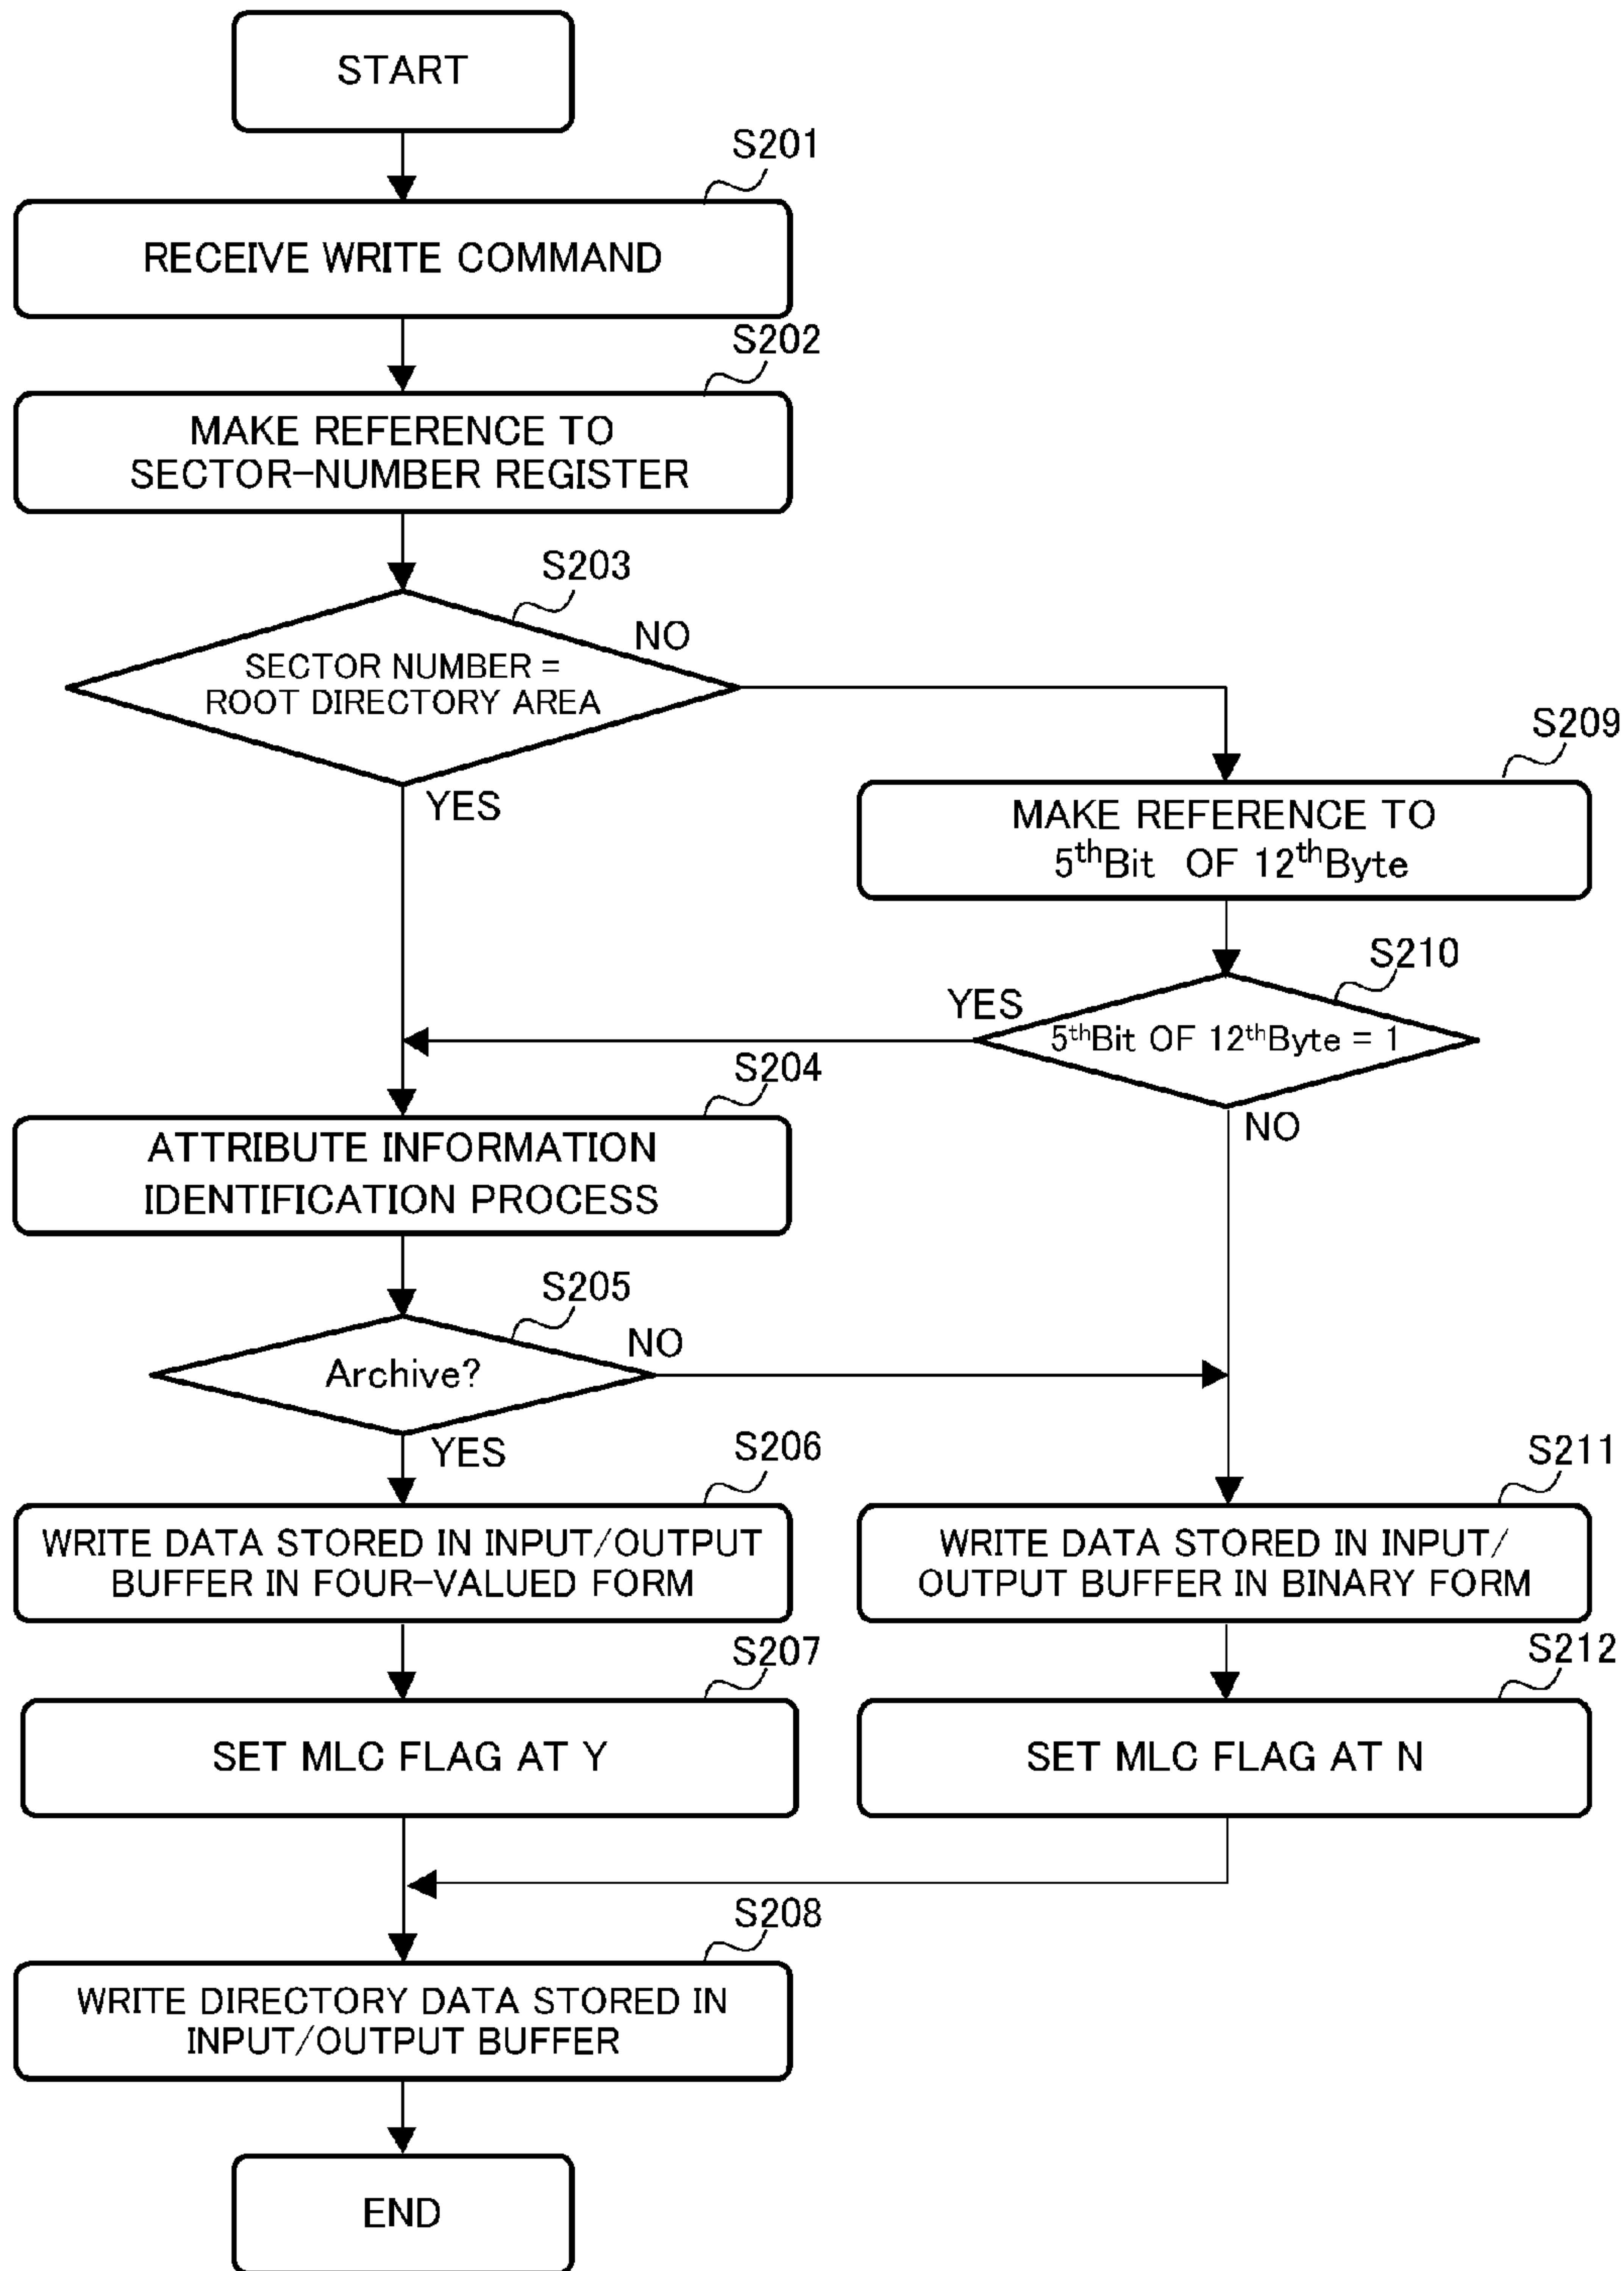 START
S201
RECEIVE WRITE COMMAND
S202
MAKE REFERENCE TO
SECTOR-NUMBER REGISTER
S203
NO
SECTOR NUMBER =
ROOT DIRECTORY AREA
YES
S209
MAKE REFERENCE TO
5thBit OF 12thByte
S210
YES
5thBit OF 12thByte = 1
NO
S204
ATTRIBUTE INFORMATION
IDENTIFICATION PROCESS
S205
NO
Archive?
YES
S206
WRITE DATA STORED IN INPUT/OUTPUT
BUFFER IN FOUR-VALUED FORM
S211
WRITE DATA STORED IN INPUT/
OUTPUT BUFFER IN BINARY FORM
S207
SET MLC FLAG AT Y
S212
SET MLC FLAG AT N
S208
WRITE DIRECTORY DATA STORED IN
INPUT/OUTPUT BUFFER
END